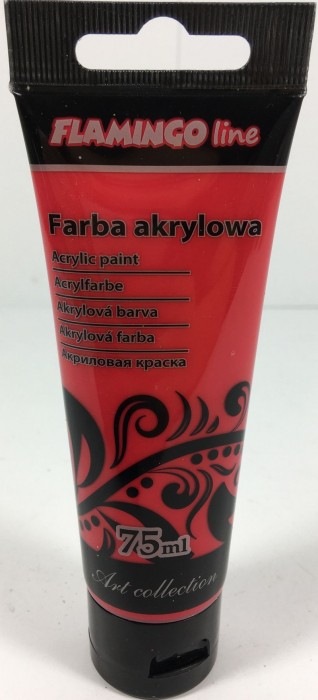 FLAMINGO line
Farba akrylowa
Acrylic paint
Acrylfarbe
Akrylová barva
Akrylová farba
Акриловая краска
75ml
Art collection